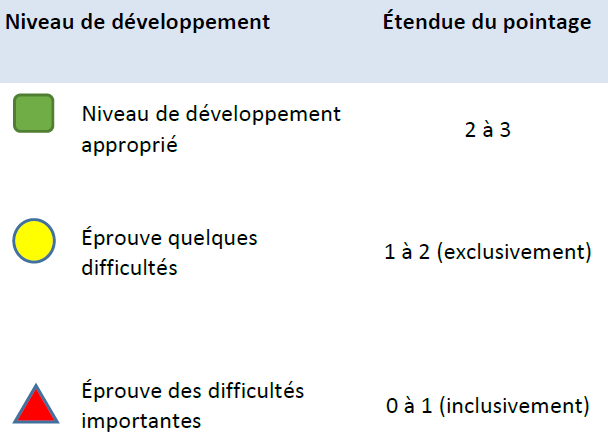 Niveau de développement Étendue du pointage
Niveau de développement
approprié
2 à 3
Éprouve quelques
difficultés
1 à 2 (exclusivement)
Éprouve des difficultés
importantes
0 à 1 (inclusivement)